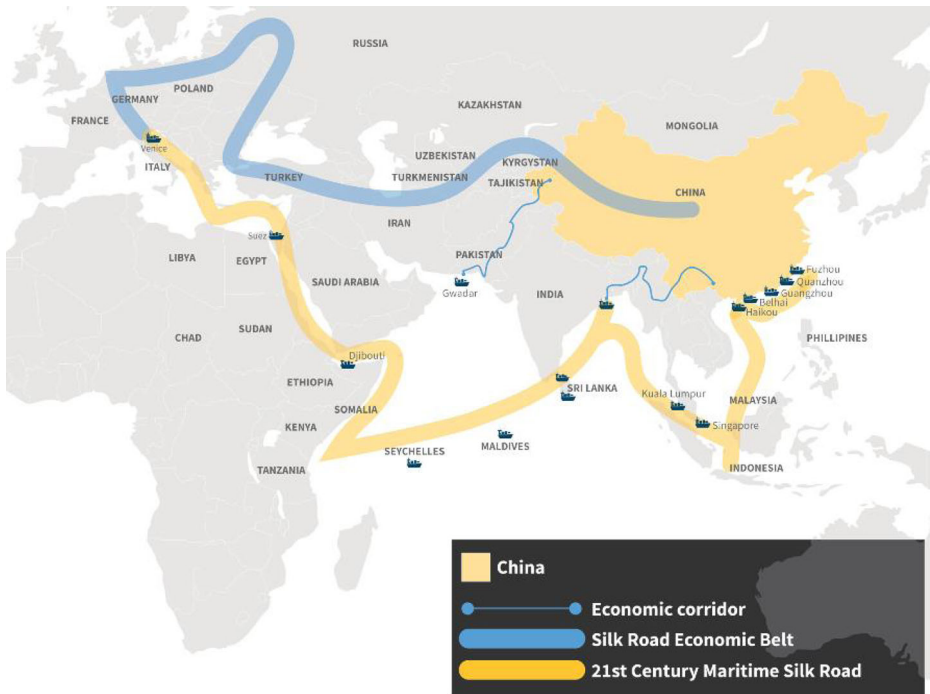 RUSSIA
POLAND
GERMANY
FRANCE
KAZAKHSTAN
MONGOLIA
Venice
ITALY
UZBEKISTAN
KYRGYSTAN
TURKEY
TURKMENISTAN
TAJIKISTAN
CHINA
IRAN
Suez
LIBYA
EGYPT
PAKISTAN
SAUDI ARABIA
Gwadar
INDIA
Fuzhou
Quanzhou
Guangzhou
Belhai
Haikou
SUDAN
CHAD
PHILLIPINES
Djibouti
ETHIOPIA
SRI LANKA
Kuala Lumpur
MALAYSIA
SOMALIA
KENYA
Singapore
SEYCHELLES
MALDIVES
TANZANIA
INDONESIA
China
Economic corridor
Silk Road Economic Belt
21st Century Maritime Silk Road